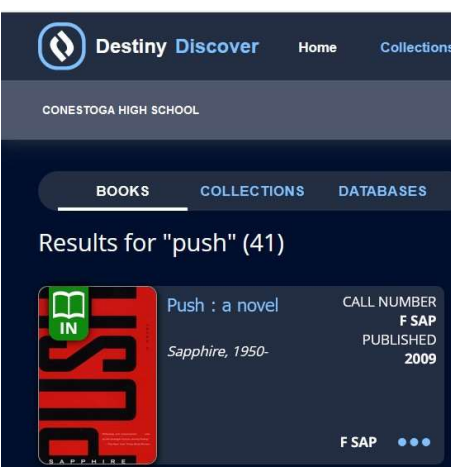 Destiny Discover Home Collections
CONESTOGA HIGH SCHOOL
BOOKS COLLECTIONS DATABASES
Results for "push" (41)
IN
PUSH
SAPPHIRE
Push : a novel
Sapphire, 1950-
CALL NUMBER
F SAP
PUBLISHED
2009
F SAP